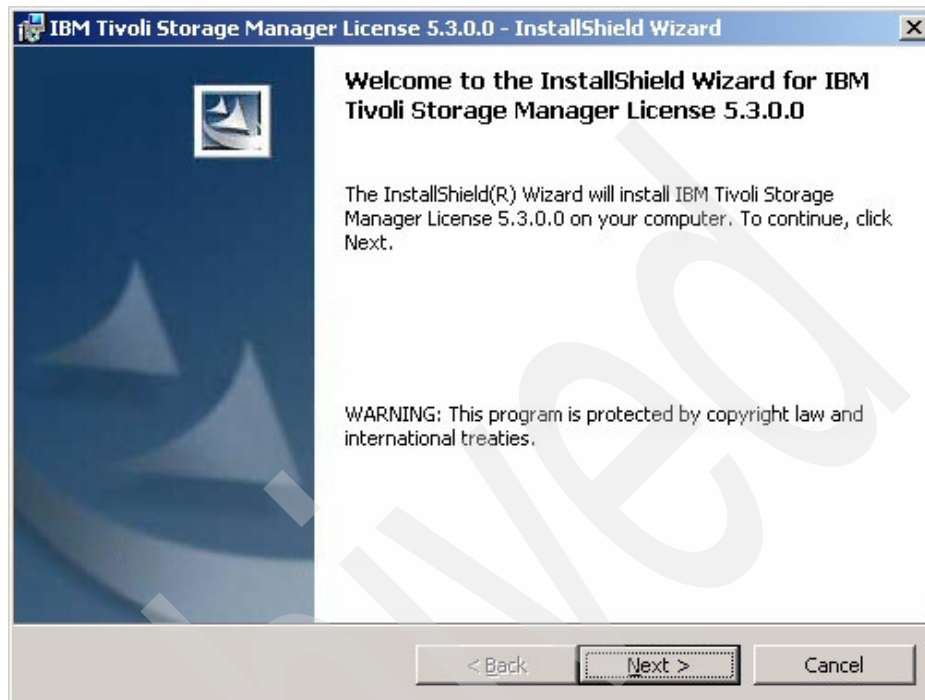 IBM Tivoli Storage Manager License 5.3.0.0 - InstallShield Wizard
Welcome to the InstallShield Wizard for IBM
Tivoli Storage Manager License 5.3.0.0
The InstallShield(R) Wizard will install IBM Tivoli Storage
Manager License 5.3.0.0 on your computer. To continue, click
Next.
WARNING: This program is protected by copyright law and
international treaties.
< Back
Next >
Cancel